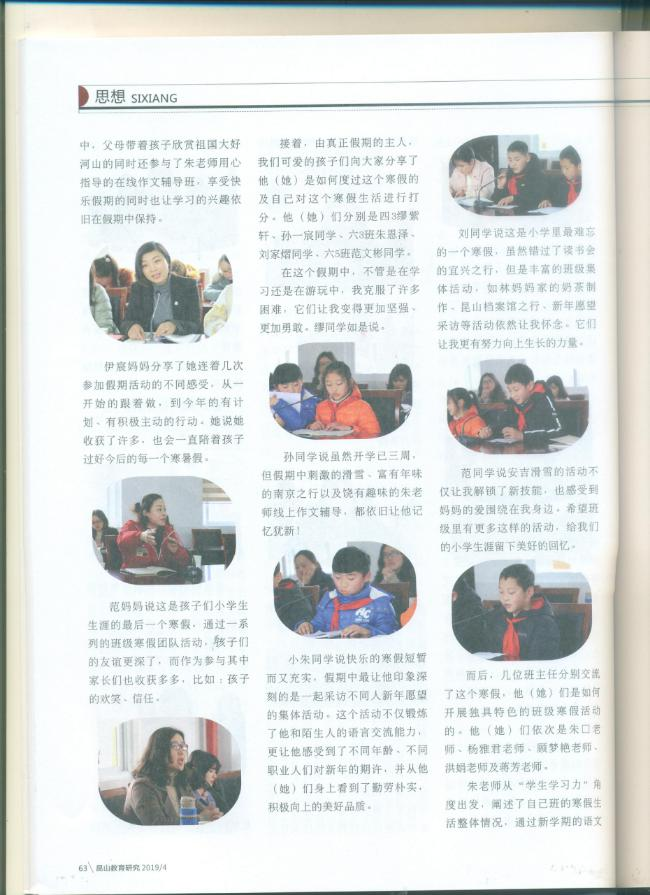 思想 SIXIANG
中，父母带着孩子欣赏祖国大好
河山的同时还参与了朱老师用心
指导的在线作文辅导班，享受快
乐假期的同时也让学习的兴趣依
旧在假期中保持。
伊宸妈妈分享了她连着几次
参加假期活动的不同感受，从一
开始的跟着做，到今年的有计
划、有积极主动的行动。她说她
收获了许多，也会一直陪着孩子
过好今后的每一个寒暑假。
范妈妈说这是孩子们小学生
生涯的最后一个寒假，通过一系
列的班级寒假团队活动，孩子们
的友谊更深了，而作为参与其中
家长们也收获多多，比如：孩子
的欢笑、信任。
接着，由真正假期的主人，
我们可爱的孩子们向大家分享了
他（她）是如何度过这个寒假的
及自己对这个寒假生活进行打
分。他（她）们分别是四3缪紫
轩、孙一宸同学、六3班朱恩泽、
刘家熠同学、六5班范文彬同学。
在这个假期中，不管是在学
习还是在游玩中，我克服了许多
困难，它们让我变得更加坚强、
更加勇敢。缪同学如是说。
孙同学说虽然开学已三周，
但假期中刺激的滑雪、富有年味
的南京之行以及饶有趣味的朱老
师线上作文辅导，都依旧让他记
忆犹新！
小朱同学说快乐的寒假短暂
而又充实，假期中最让他印象深
刻的是一起采访不同人新年愿望
的集体活动。这个活动不仅锻炼
了他和陌生人的语言交流能力，
更让他感受到了不同年龄、不同
职业人们对新年的期许，并从他
（她）们身上看到了勤劳朴实，
积极向上的美好品质。
刘同学说这是小学里最难忘
的一个寒假，虽然错过了读书会
的宜兴之行，但是丰富的班级集
体活动，如林妈妈家的奶茶制
作、昆山档案馆之行、新年愿望
采访等活动依然让我怀念。它们
让我更有努力向上生长的力量。
范同学说安吉滑雪的活动不
仅让我解锁了新技能，也感受到
妈妈的爱围绕在我身边。希望班
级里有更多这样的活动，给我们
的小学生涯留下美好的回忆。
而后，几位班主任分别交流
了这个寒假，他（她）们是如何
开展独具特色的班级寒假活动
的。他（她）们依次是朱口老
师、杨雅君老师、顾梦艳老师、
洪娟老师及蒋芳老师。
朱老师从“学生学习力”角
度出发，阐述了自己班的寒假生
活整体情况，通过新学期的语文
63\ 昆山教育研究 2019/4